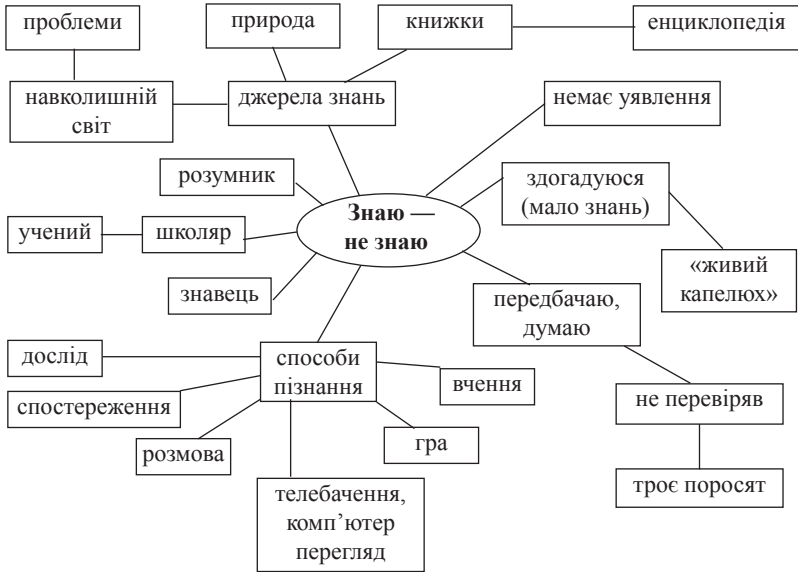 проблеми
природа
книжки
енциклопедія
навколишній
світ
джерела знань
немає уявлення
розумник
здогадуюся
(мало знань)
Знаю —
не знаю
учений
школяр
«живий
капелюх»
знавець
передбачаю,
думаю
дослід
способи
пізнання
вчення
спостереження
не перевіряв
розмова
гра
телебачення,
комп’ютер
перегляд
троє поросят